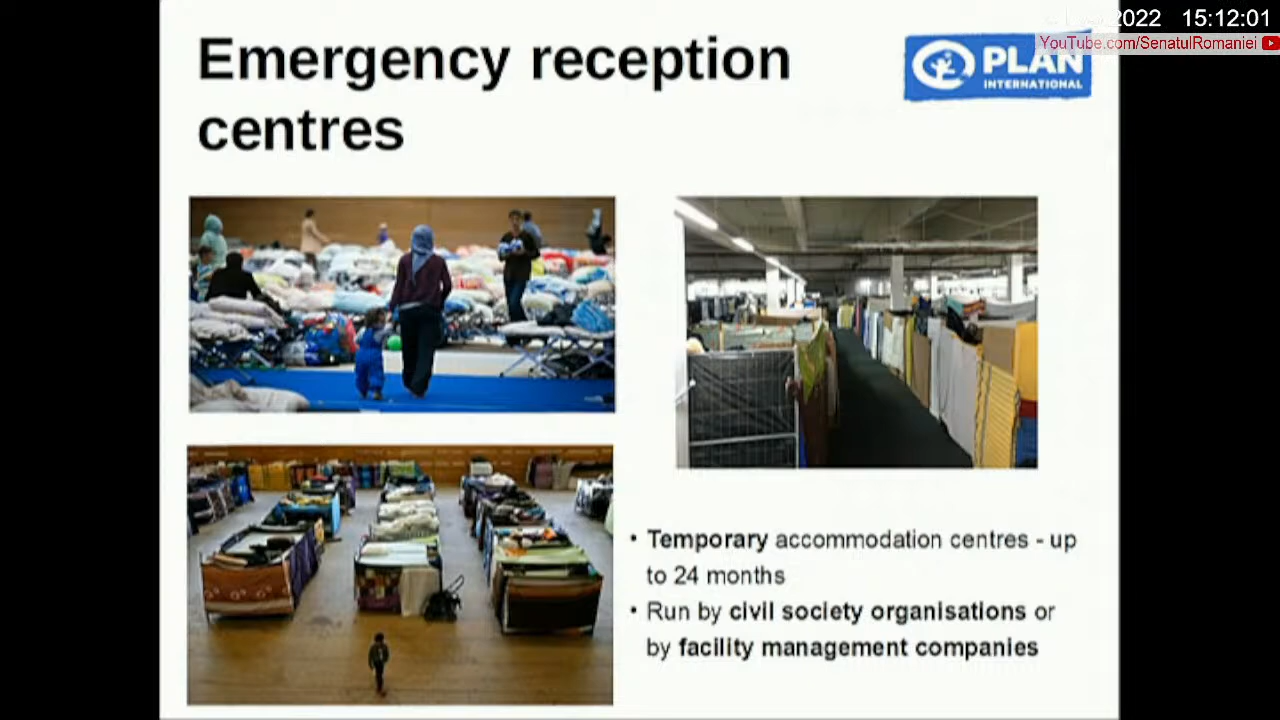 2022 15:12:01
YouTube.com/SenatulRomaniei
Emergency reception
centres
PLAN
INTERNATIONAL
• Temporary accommodation centres - up
to 24 months
• Run by civil society organisations or
by facility management companies